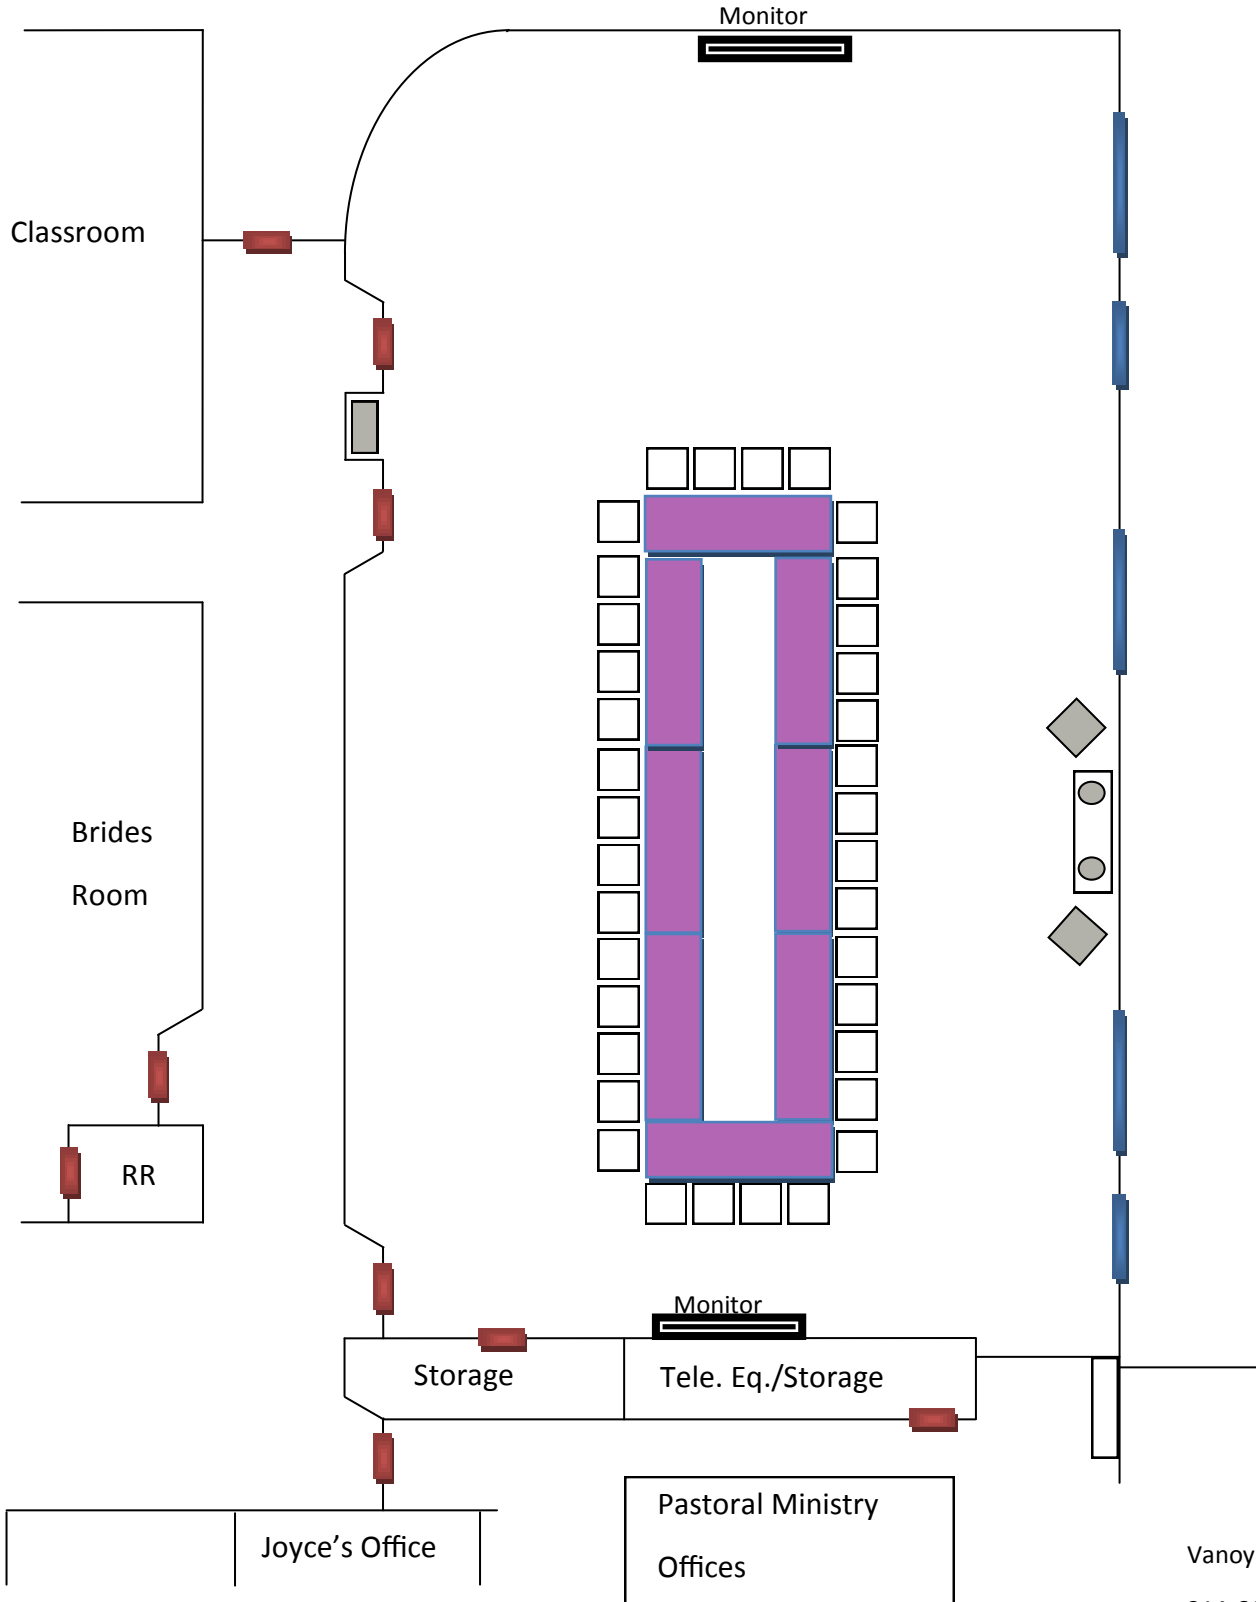 Monitor
Classroom
Brides
Room
RR
Monitor
Storage
Tele. Eq./Storage
Pastoral Ministry
Offices
Joyce's Office
Vanoy